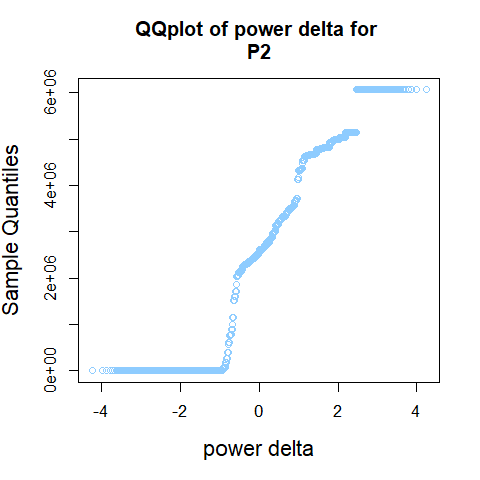 QQplot of power delta for
P2
6e+06
4e+06
2e+06
0e+00
Sample Quantiles
-4
-2
0
2
4
power delta